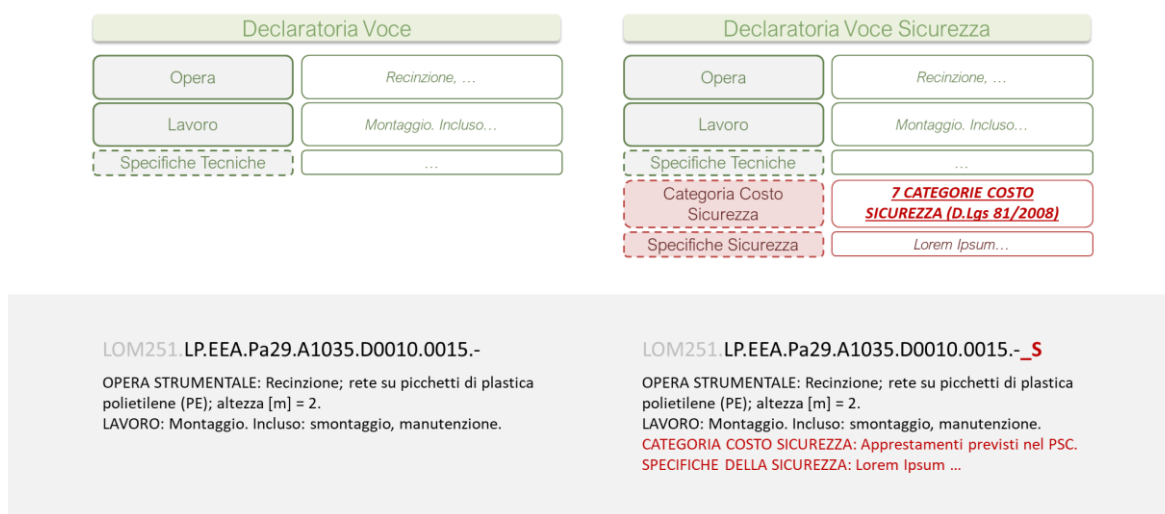 Declaratoria Voce
Opera
Recinzione, ...
Lavoro
Montaggio. Incluso...
Specifiche Tecniche
...
Declaratoria Voce Sicurezza
Opera
Recinzione, ...
Lavoro
Montaggio. Incluso...
Specifiche Tecniche
...
Categoria Costo
Sicurezza
7 CATEGORIE COSTO
SICUREZZA (D.Lgs 81/2008)
Specifiche Sicurezza
Lorem Ipsum...
LOM251.LP.EEA.Pa29.A1035.D0010.0015.-
OPERA STRUMENTALE: Recinzione; rete su picchetti di plastica
polietilene (PE); altezza [m] = 2.
LAVORO: Montaggio. Incluso: smontaggio, manutenzione.
LOM251.LP.EEA.Pa29.A1035.D0010.0015.-_S
OPERA STRUMENTALE: Recinzione; rete su picchetti di plastica
polietilene (PE); altezza [m] = 2.
LAVORO: Montaggio. Incluso: smontaggio, manutenzione.
CATEGORIA COSTO SICUREZZA: Apprestamenti previsti nel PSC.
SPECIFICHE DELLA SICUREZZA: Lorem Ipsum ...